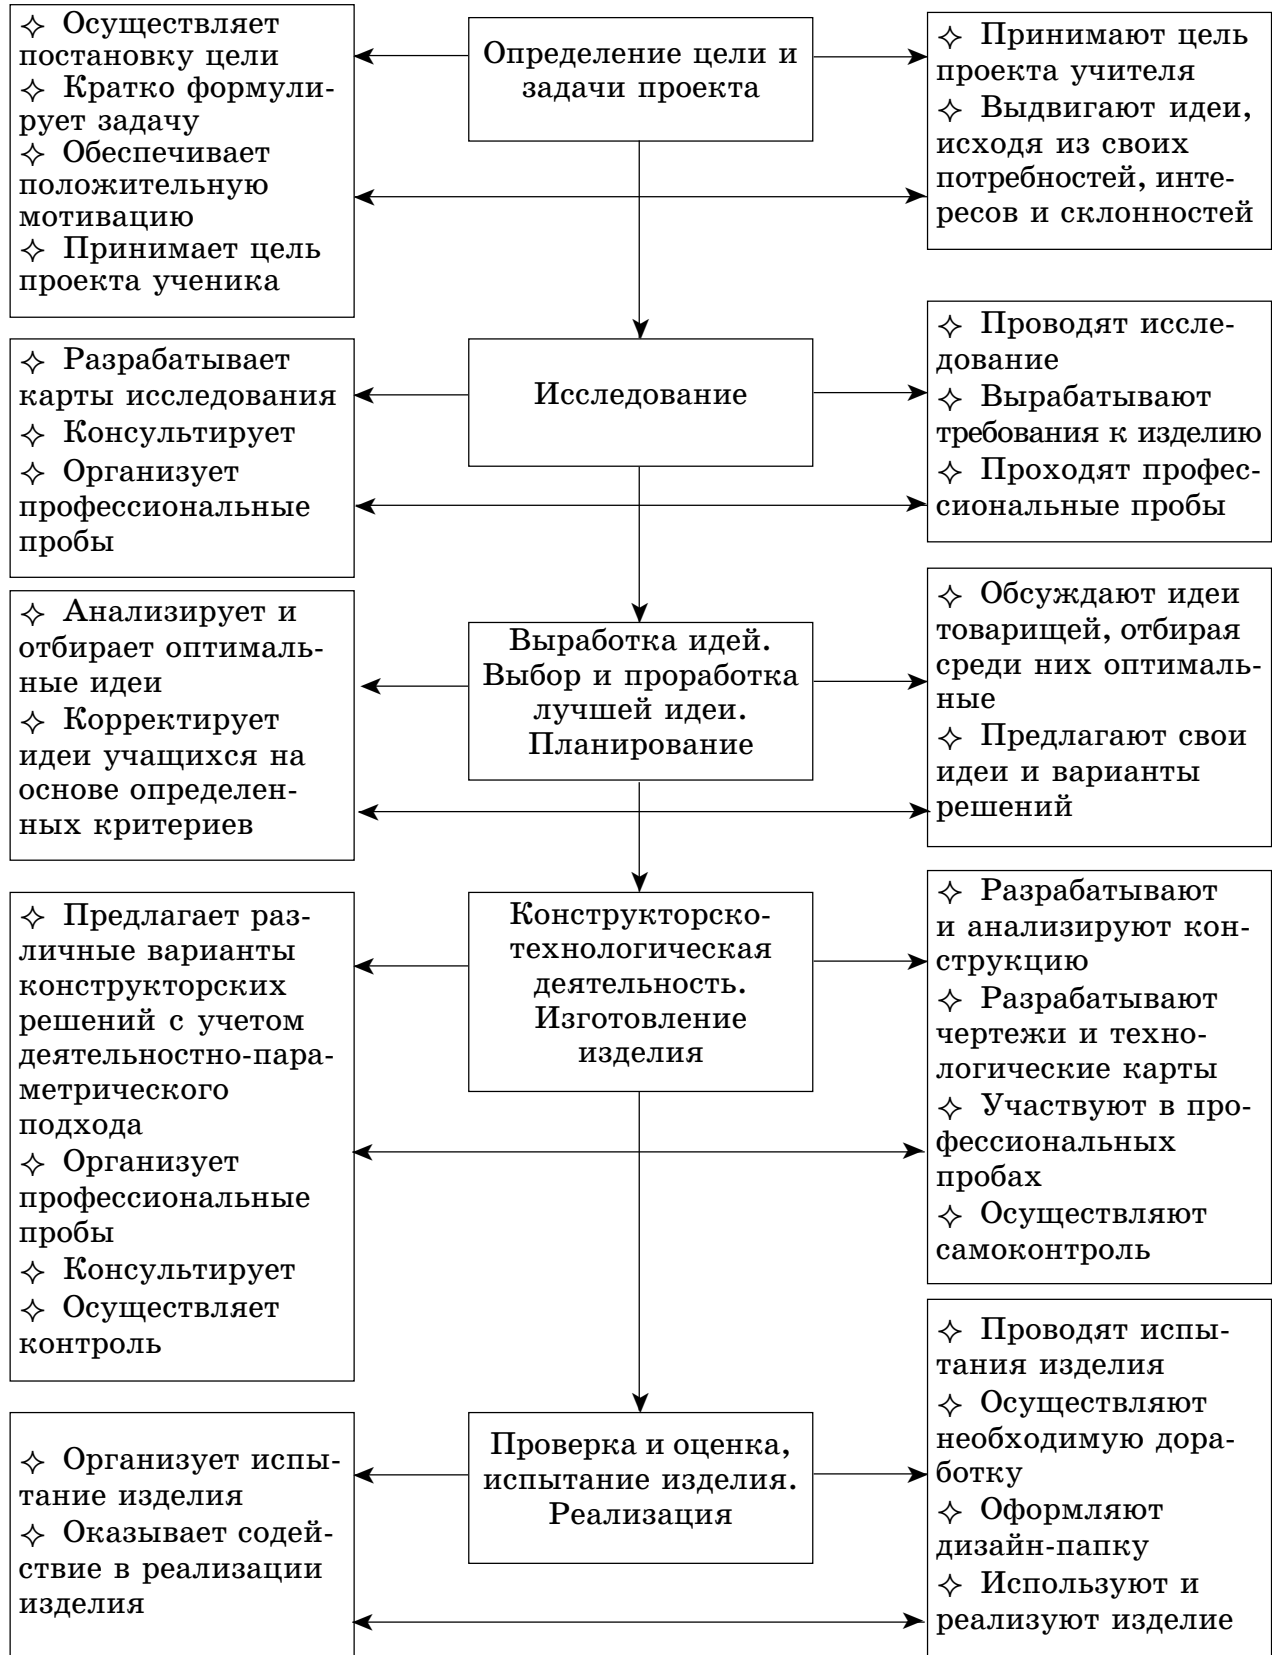 ✧ Осуществляет
постановку цели
✧ Кратко формули-
рует задачу
✧ Обеспечивает
положительную
мотивацию
✧ Принимает цель
проекта ученика
Определение цели и
задачи проекта
✧ Принимают цель
проекта учителя
✧ Выдвигают идеи,
исходя из своих
потребностей, инте-
ресов и склонностей
✧ Разрабатывает
карты исследования
✧ Консультирует
✧ Организует
профессиональные
пробы
Исследование
✧ Проводят иссле-
дование
✧ Вырабатывают
требования к изделию
✧ Проходят профес-
сиональные пробы
✧ Анализирует и
отбирает оптималь-
ные идеи
✧ Корректирует
идеи учащихся на
основе определен-
ных критериев
Выработка идей.
Выбор и проработка
лучшей идеи.
Планирование
✧ Обсуждают идеи
товарищей, отбирая
среди них оптималь-
ные
✧ Предлагают свои
идеи и варианты
решений
✧ Предлагает раз-
личные варианты
конструкторских
решений с учетом
деятельностно-пара-
метрического
подхода
✧ Организует
профессиональные
пробы
✧ Консультирует
✧ Осуществляет
контроль
Конструкторско-
технологическая
деятельность.
Изготовление
изделия
✧ Разрабатывают
и анализируют кон-
струкцию
✧ Разрабатывают
чертежи и техно-
логические карты
✧ Участвуют в про-
фессиональных
пробах
✧ Осуществляют
самоконтроль
✧ Организует испы-
тание изделия
✧ Оказывает содей-
ствие в реализации
изделия
Проверка и оценка,
испытание изделия.
Реализация
✧ Проводят испы-
тания изделия
✧ Осуществляют
необходимую дора-
ботку
✧ Оформляют
дизайн-папку
✧ Используют и
реализуют изделие